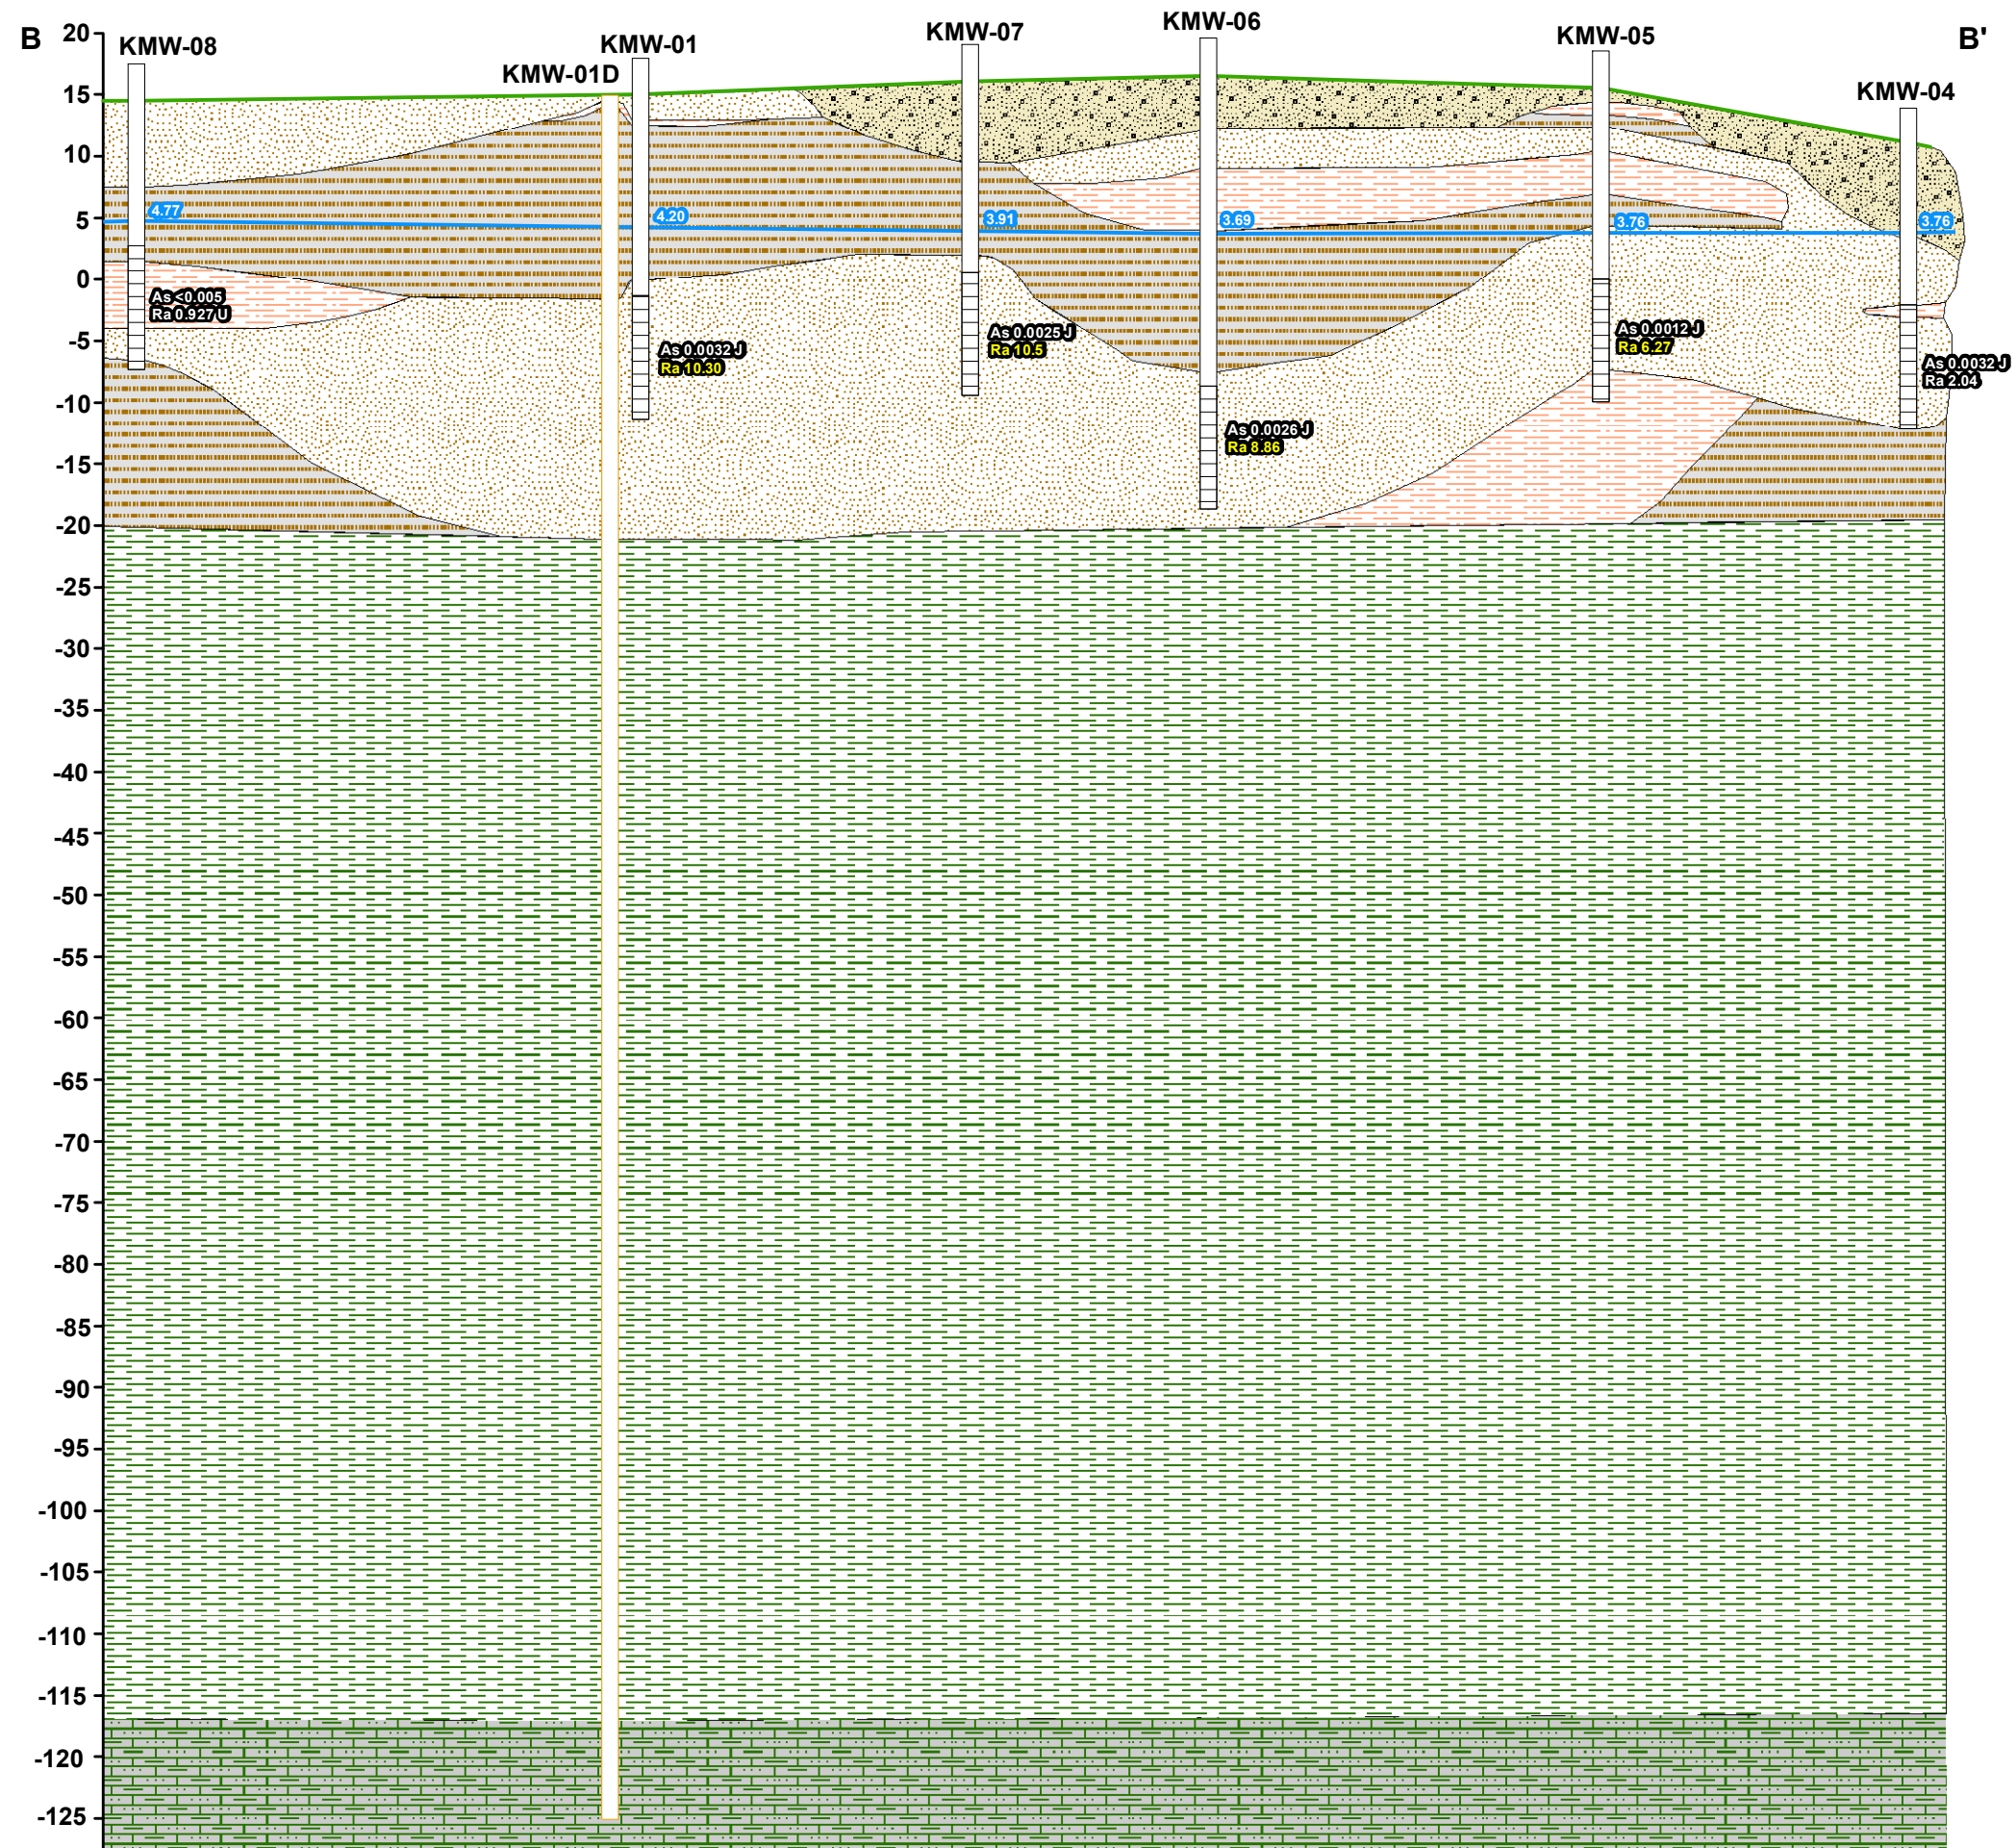 B
B'
KMW-08
KMW-01D
KMW-01
KMW-07
KMW-06
KMW-05
KMW-04
20
15
10
5
0
-5
-10
-15
-20
-25
-30
-35
-40
-45
-50
-55
-60
-65
-70
-75
-80
-85
-90
-95
-100
-105
-110
-115
-120
-125
4.77
4.20
3.91
3.69
3.76
3.76
As <0.005
Ra 0.927 U
As 0.0032 J
Ra 10.30
As 0.0025 J
Ra 10.5
As 0.0026 J
Ra 8.86
As 0.0012 J
Ra 6.27
As 0.0032 J
Ra 2.04